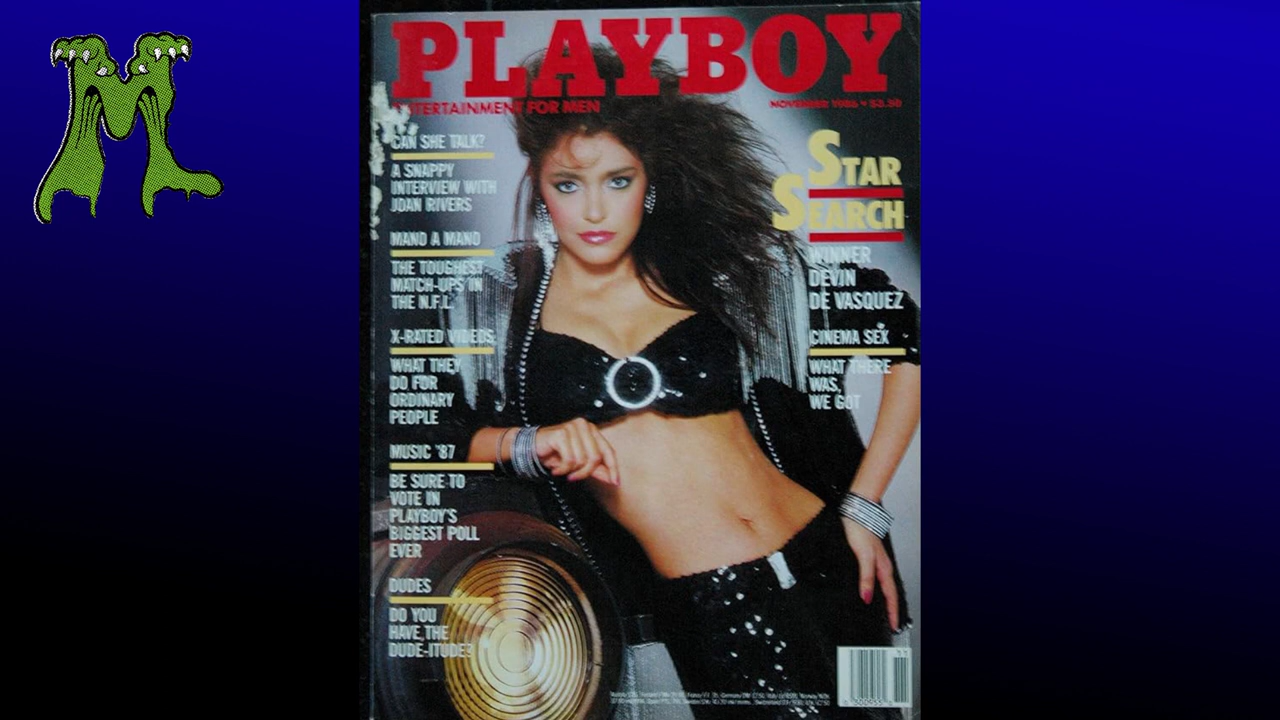 M
PLAYBOY
ENTERTAINMENT FOR MEN
NOVEMBER 1986 • $3.50
CAN SHE TALK?
A SNAPPY
INTERVIEW WITH
JOAN RIVERS
MANO A MANO
THE TOUGHEST
MATCH-UPS IN
THE N.F.L.
X-RATED VIDEOS
WHAT THEY
DO FOR
ORDINARY
PEOPLE
MUSIC '87
BE SURE TO
VOTE IN
PLAYBOY'S
BIGGEST POLL
EVER
DUDES
DO YOU
HAVE THE
DUDE-ITUDE?
STAR
SEARCH
WINNER
DEVIN
DE VASQUEZ
CINEMA SEX
WHAT THERE
WAS,
WE GOT